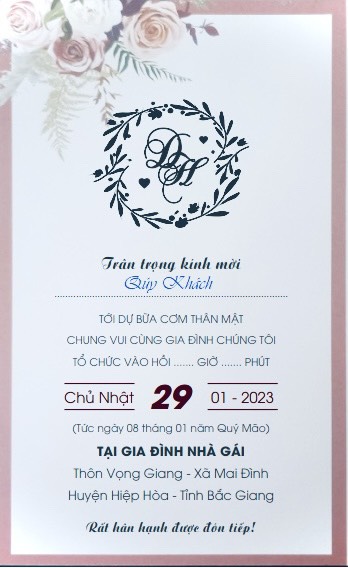 DH
Trân trọng kính mời
Qúy Khách
TỚI DỰ BỮA CƠM THÂN MẬT
CHUNG VUI CÙNG GIA ĐÌNH CHÚNG TÔI
TỔ CHỨC VÀO HỒI ....... GIỜ ....... PHÚT
Chủ Nhật 29 01 - 2023
(Tức ngày 08 tháng 01 năm Quý Mão)
TẠI GIA ĐÌNH NHÀ GÁI
Thôn Vọng Giang - Xã Mai Đình
Huyện Hiệp Hòa - Tỉnh Bắc Giang
Rất hân hạnh được đón tiếp!